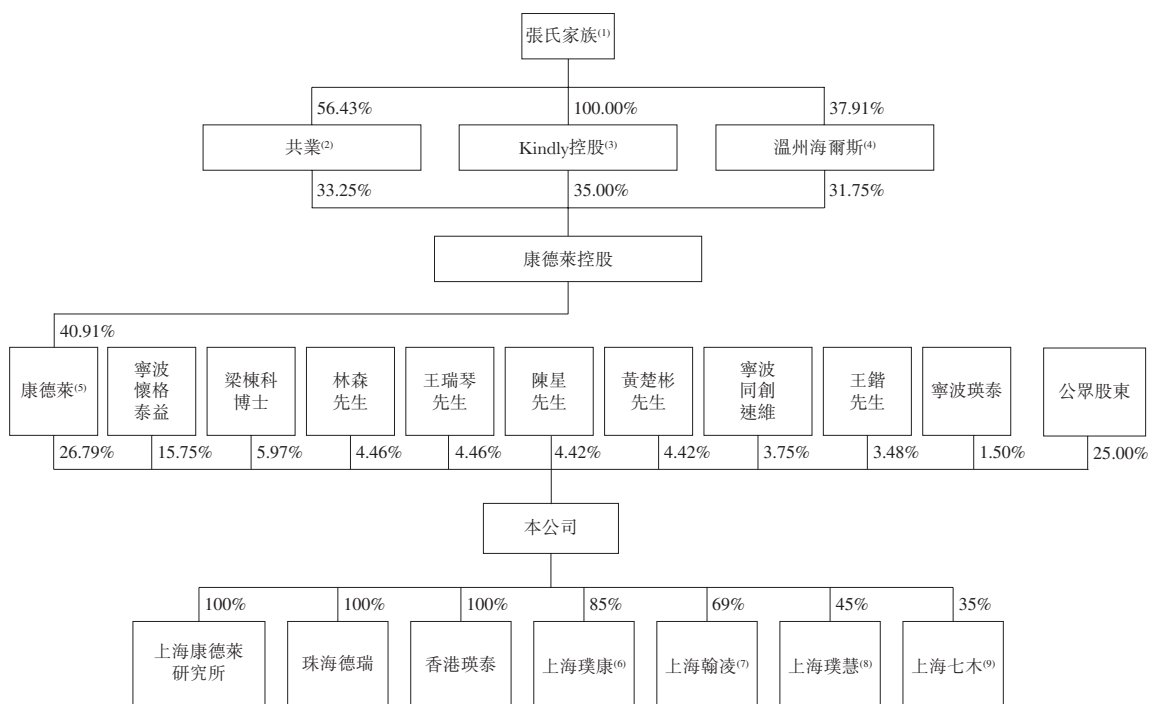 張氏家族(1)
56.43%
100.00%
37.91%
共業(2)
Kindly控股(3)
溫州海爾斯(4)
33.25%
35.00%
31.75%
康德萊控股
40.91%
康德萊(5)
寧波
懷格
泰益
梁棟科
博士
林森
先生
王瑞琴
先生
陳星
先生
黃楚彬
先生
寧波
同創
速維
王鍇
先生
寧波瑛泰
公眾股東
26.79%
15.75%
5.97%
4.46%
4.46%
4.42%
4.42%
3.75%
3.48%
1.50%
25.00%
本公司
100%
100%
100%
85%
69%
45%
35%
上海康德萊
研究所
珠海德瑞
香港瑛泰
上海璞康(6)
上海翰凌(7)
上海璞慧(8)
上海七木(9)